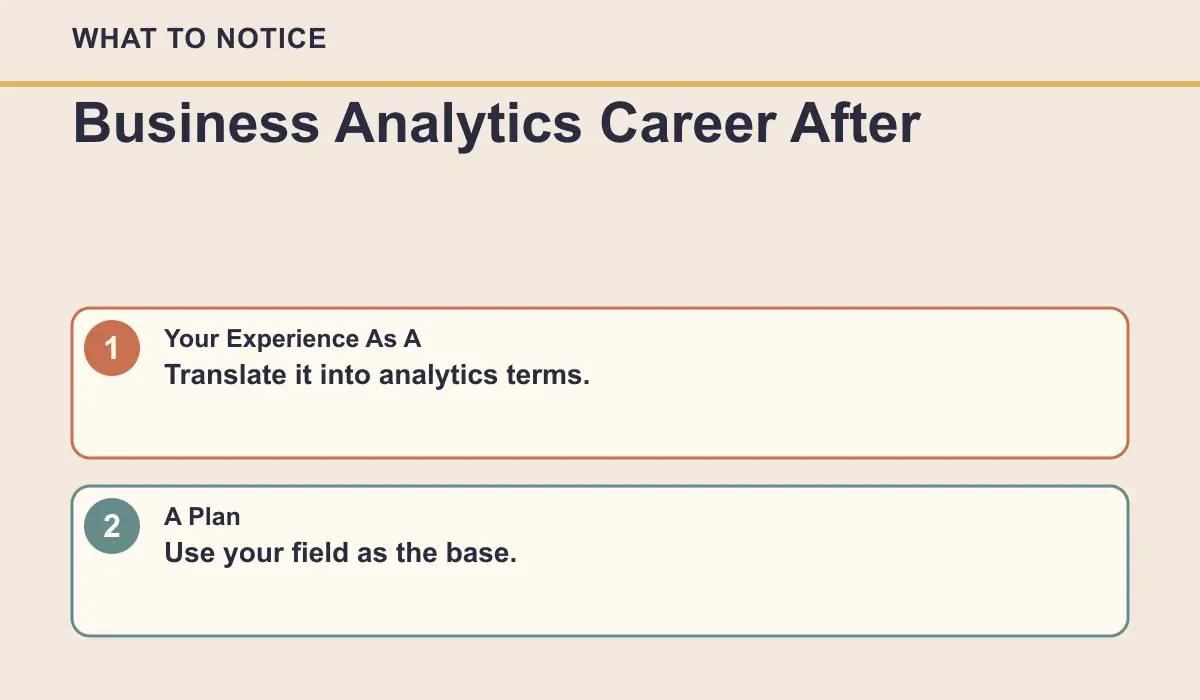 WHAT TO NOTICE
Business Analytics Career After
1
Your Experience As A
Translate it into analytics terms.
2
A Plan
Use your field as the base.